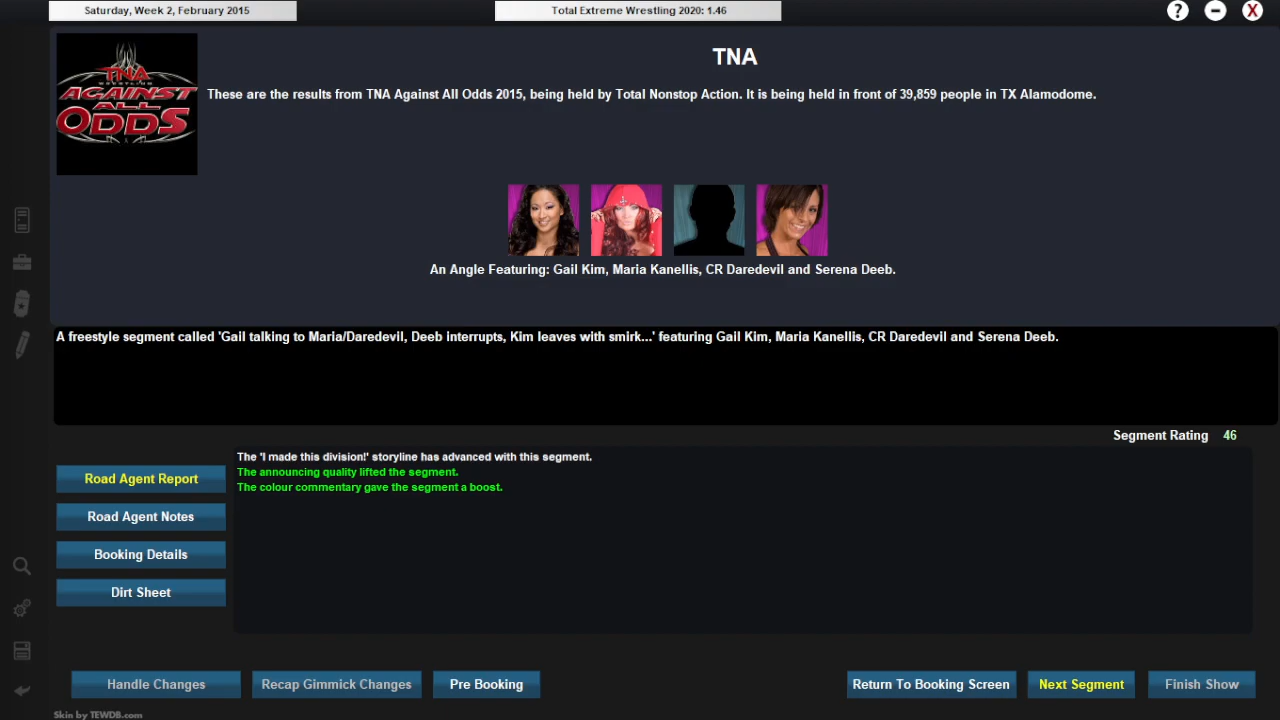 Saturday, Week 2, February 2015
Total Extreme Wrestling 2020: 1.46
? X
TNA
WRESTLING
AGAINST
ALL
ODDS
TNA
These are the results from TNA Against All Odds 2015, being held by Total Nonstop Action. It is being held in front of 39,859 people in TX Alamodome.
An Angle Featuring: Gail Kim, Maria Kanellis, CR Daredevil and Serena Deeb.
A freestyle segment called 'Gail talking to Maria/Daredevil, Deeb interrupts, Kim leaves with smirk...' featuring Gail Kim, Maria Kanellis, CR Daredevil and Serena Deeb.
Segment Rating 46
The 'I made this division!' storyline has advanced with this segment.
The announcing quality lifted the segment.
The colour commentary gave the segment a boost.
Road Agent Report
Road Agent Notes
Booking Details
Dirt Sheet
Handle Changes
Recap Gimmick Changes
Pre Booking
Return To Booking Screen
Next Segment
Finish Show
Skin by TEWDB.com